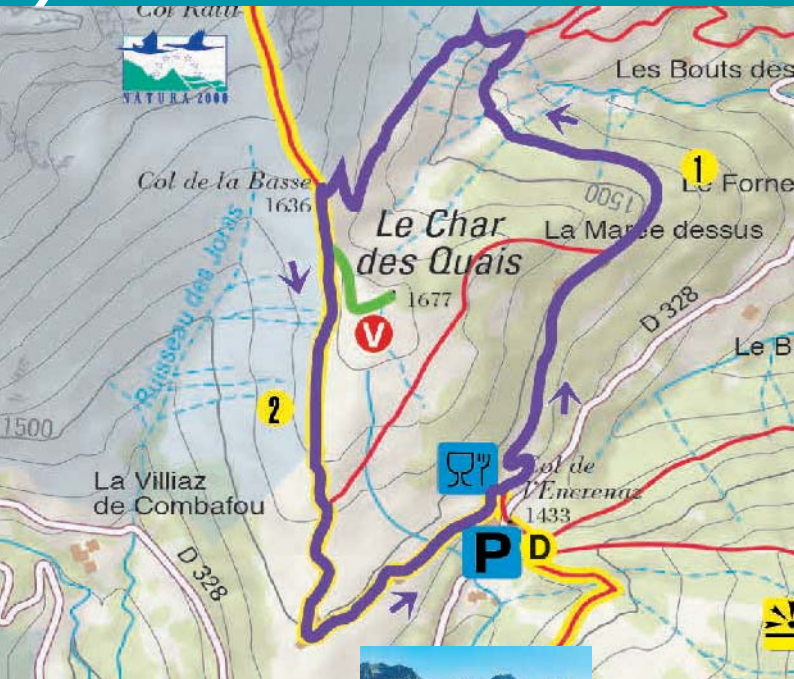 Col Ratti
NATURA 2000
Les Bouts des
1
Le Forne
Col de la Basse
1636
1500
Le Char
des Quais
La Marée dessus
1677
V
D 328
Ruisseau des Joras
Le B
2
1500
La Villiaz
de Combafou
Col de
l'Encrenaz
1433
P
D
D 328